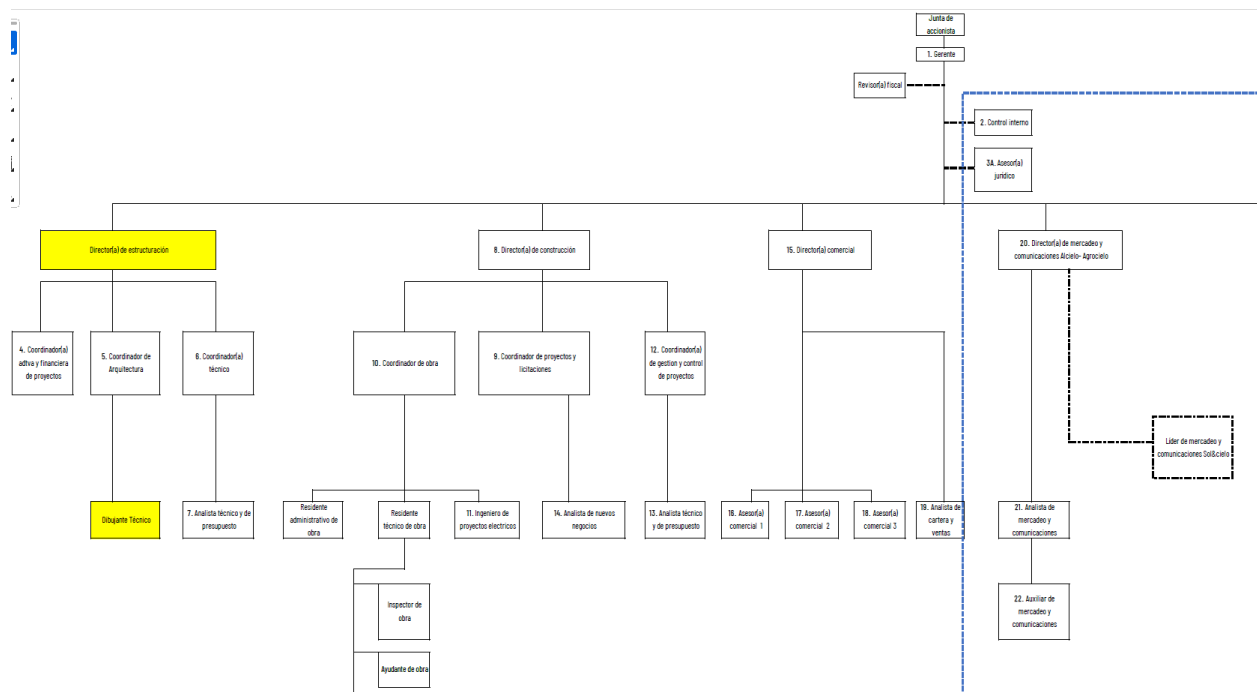 Junta de
accionista
1. Gerente
Revisor(a) fiscal
2. Control interno
3A. Asesor(a)
jurídico
Director(a) de estructuración
8. Director(a) de construcción
15. Director(a) comercial
20. Director(a) de mercadeo y
comunicaciones Alcielo- Agrocielo
4. Coordinador(a)
adtva y financiera
de proyectos
5. Coordinador de
Arquitectura
6. Coordinador(a)
técnico
10. Coordinador de obra
9. Coordinador de proyectos y
licitaciones
12. Coordinador(a)
de gestion y control
de proyectos
Lider de mercadeo y
comunicaciones Sol&cielo
Dibujante Técnico
7. Analista técnico y de
presupuesto
Residente
administrativo de
obra
Residente
técnico de obra
11. Ingeniero de
proyectos electricos
14. Analista de nuevos
negocios
13. Analista técnico
y de presupuesto
16. Asesor(a)
comercial 1
17. Asesor(a)
comercial 2
18. Asesor(a)
comercial 3
19. Analista de
cartera y
ventas
21. Analista de
mercadeo y
comunicaciones
Inspector de
obra
22. Auxiliar de
mercadeo y
comunicaciones
Ayudante de obra